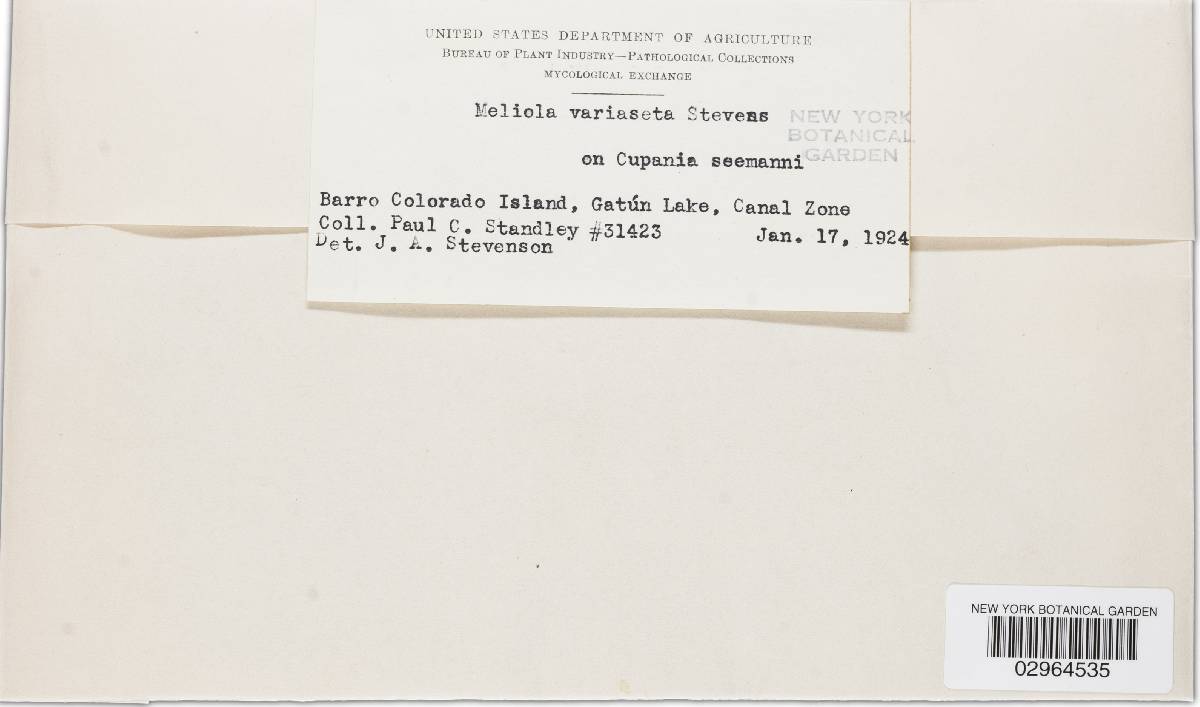 UNITED STATES DEPARTMENT OF AGRICULTURE
BUREAU OF PLANT INDUSTRY—PATHOLOGICAL COLLECTIONS
MYCOLOGICAL EXCHANGE
Meliola variaseta Stevens
NEW YORK
BOTANICAL
GARDEN
on Cupania seemanni
Barro Colorado Island, Gatún Lake, Canal Zone
Coll. Paul C. Standley #31423 Jan. 17, 1924
Det. J. A. Stevenson
NEW YORK BOTANICAL GARDEN
02964535